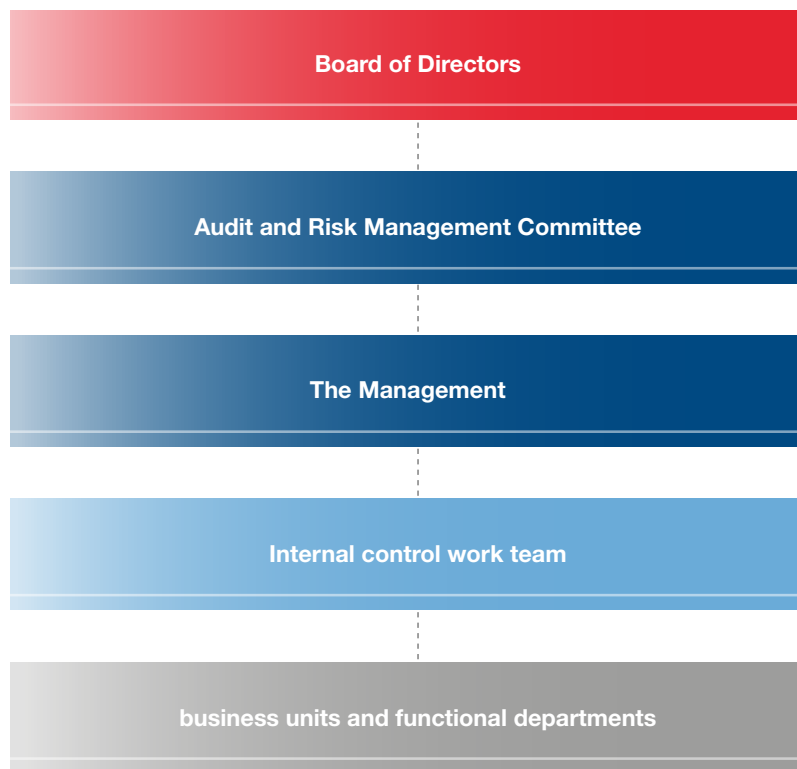 Board of Directors
Audit and Risk Management Committee
The Management
Internal control work team
business units and functional departments